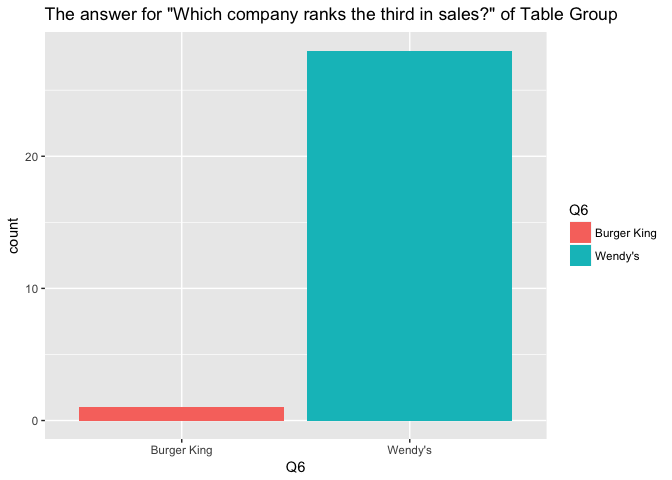 The answer for "Which company ranks the third in sales?" of Table Group
count
20
10
0
Burger King
Wendy's
Q6
Q6
Burger King
Wendy's